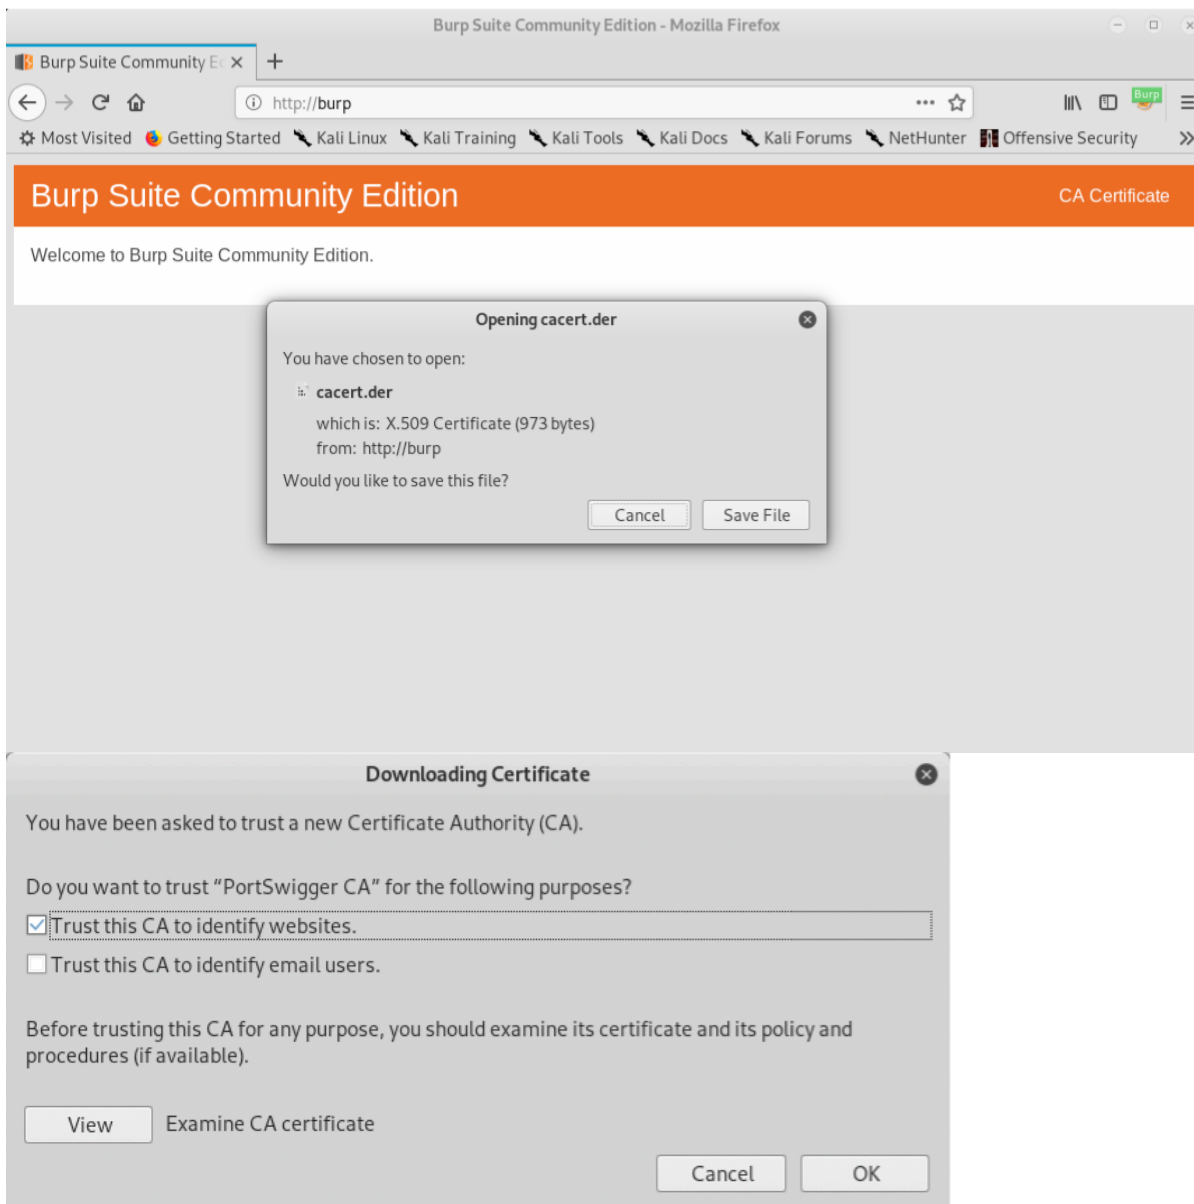 Burp Suite Community Edition - Mozilla Firefox
Burp Suite Community Ec
http://burp
Burp
Most Visited Getting Started Kali Linux Kali Training Kali Tools Kali Docs Kali Forums NetHunter Offensive Security
Burp Suite Community Edition CA Certificate
Welcome to Burp Suite Community Edition.
Opening cacert.der
You have chosen to open:
cacert.der
which is: X.509 Certificate (973 bytes)
from: http://burp
Would you like to save this file?
Cancel Save File
Downloading Certificate
You have been asked to trust a new Certificate Authority (CA).
Do you want to trust “PortSwigger CA” for the following purposes?
Trust this CA to identify websites.
Trust this CA to identify email users.
Before trusting this CA for any purpose, you should examine its certificate and its policy and
procedures (if available).
View Examine CA certificate
Cancel OK